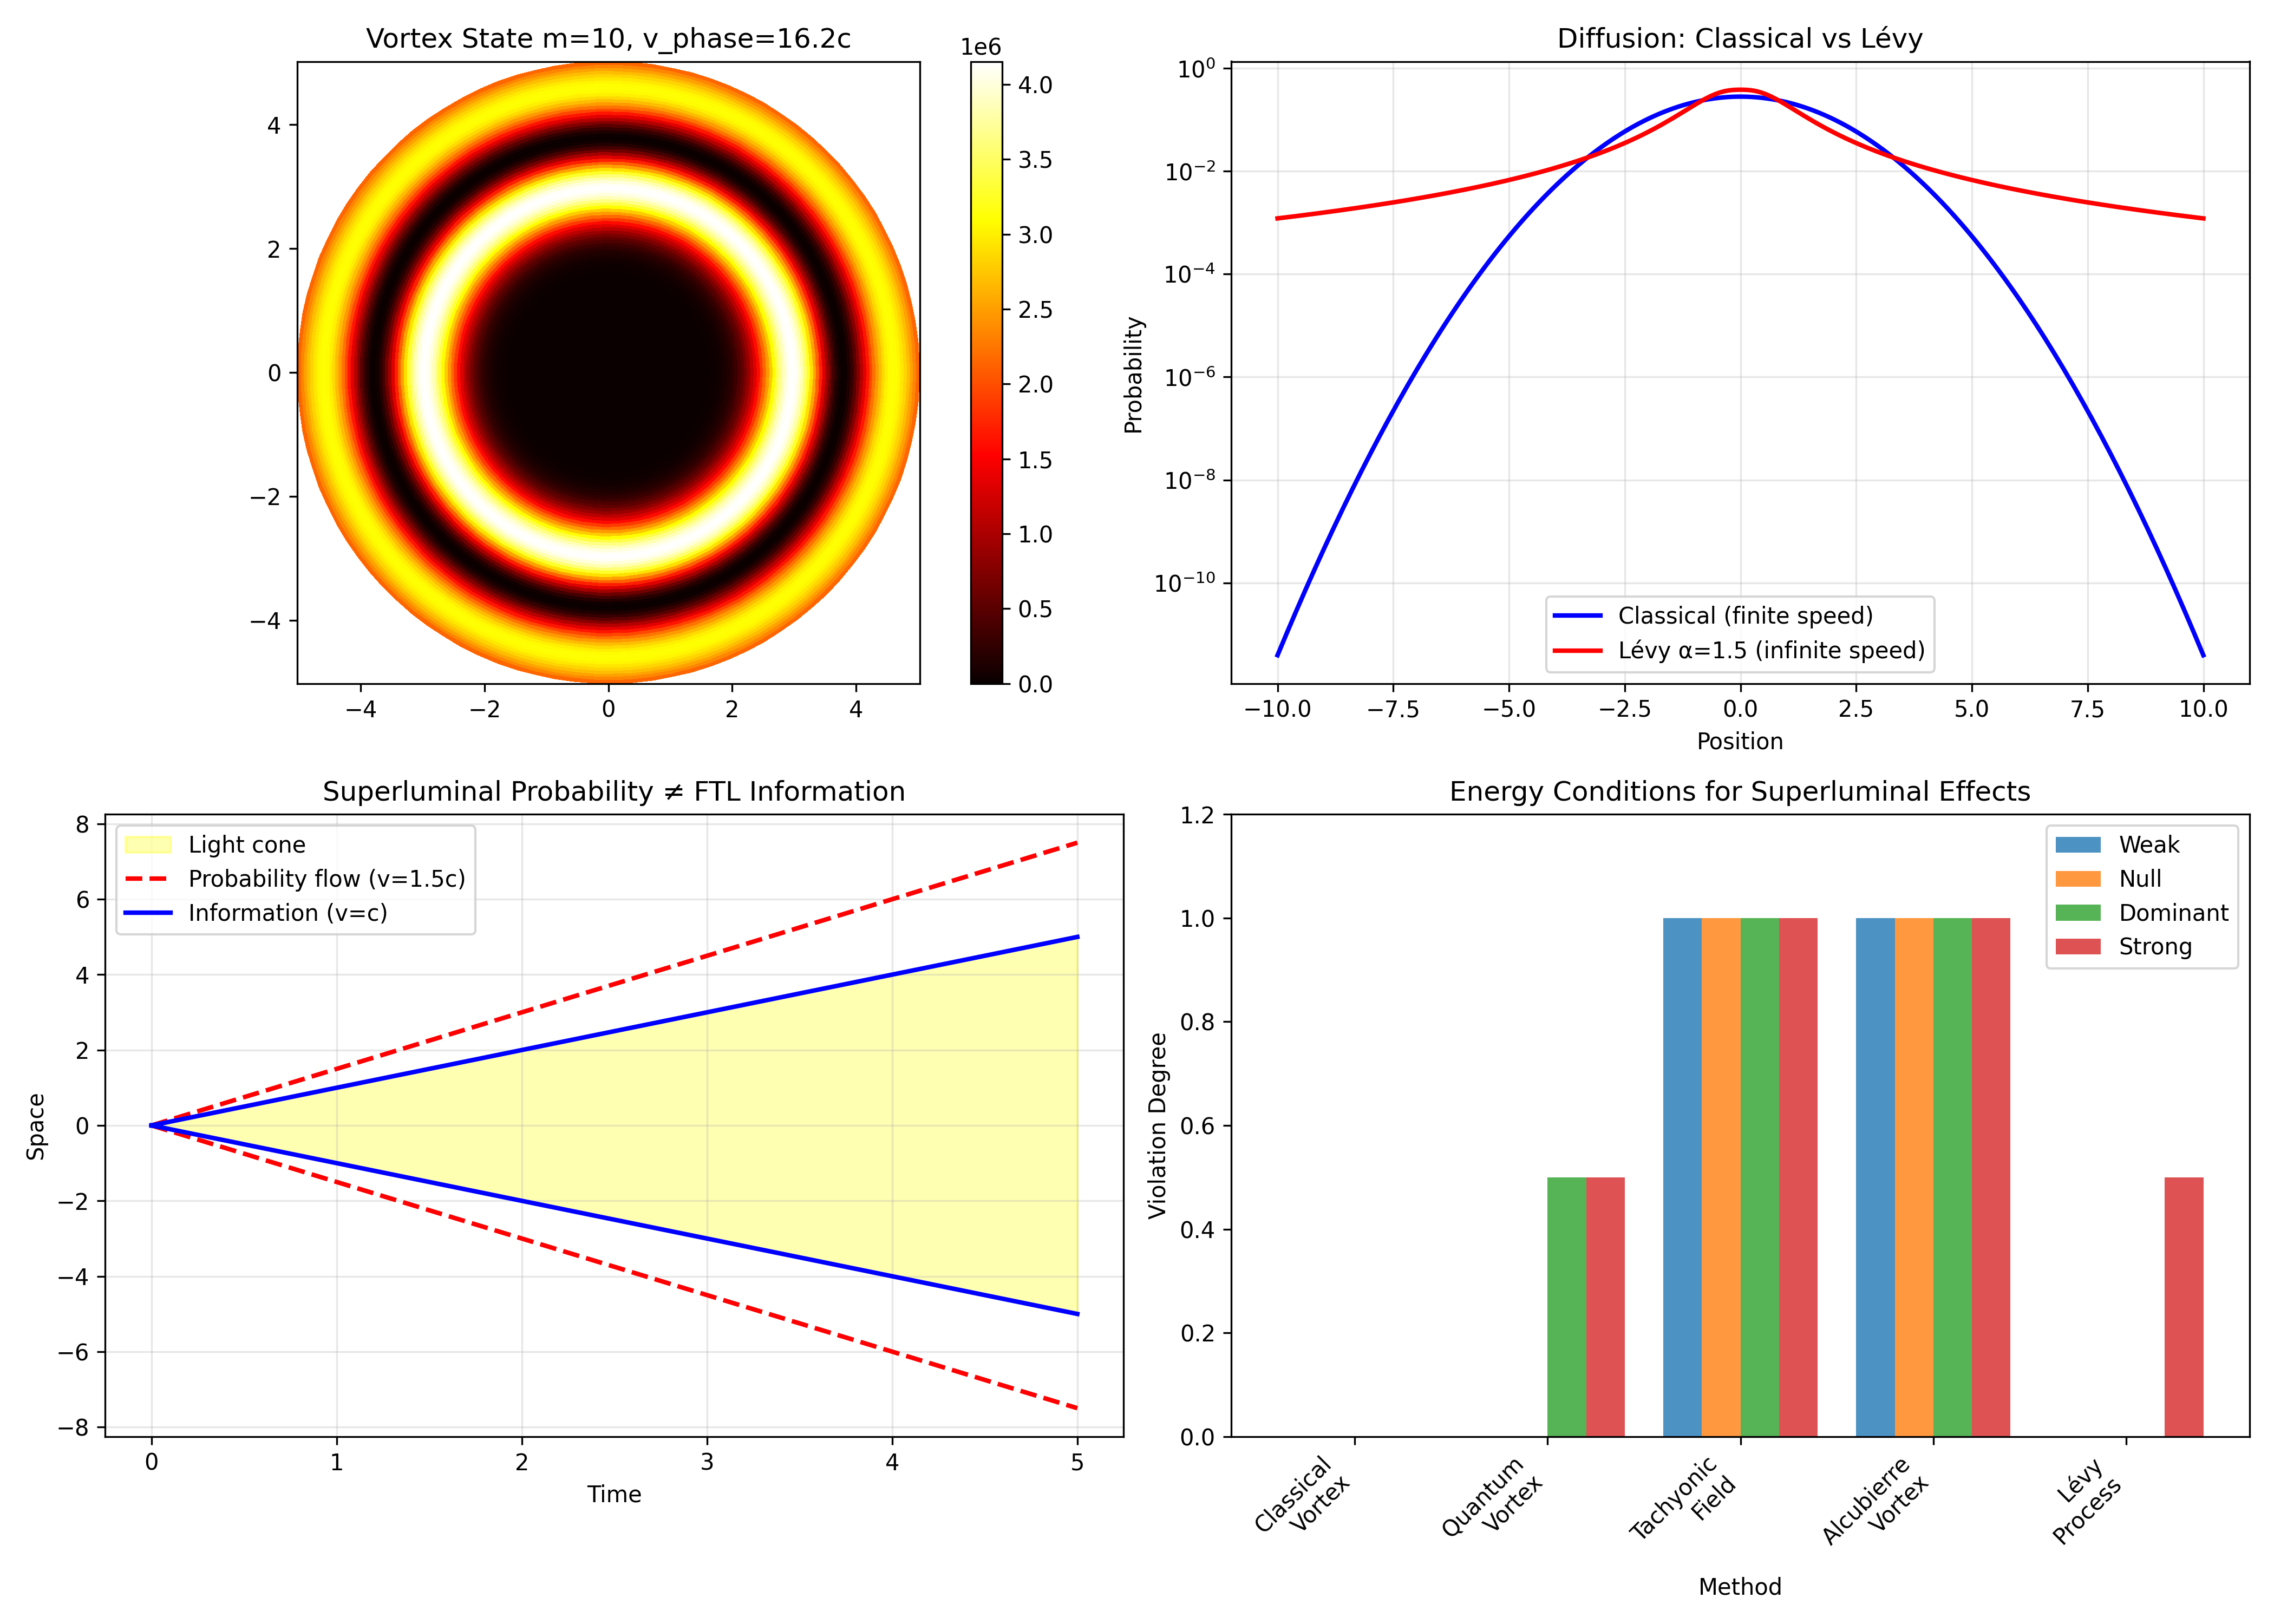 Vortex State m=10, v_phase=16.2c
1e6
4
2
0
−2
−4
−4 −2 0 2 4
4.0
3.5
3.0
2.5
2.0
1.5
1.0
0.5
0.0
Diffusion: Classical vs Lévy
Probability
10⁰
10⁻²
10⁻⁴
10⁻⁶
10⁻⁸
10⁻¹⁰
Classical (finite speed)
Lévy α=1.5 (infinite speed)
−10.0 −7.5 −5.0 −2.5 0.0 2.5 5.0 7.5 10.0
Position
Superluminal Probability ≠ FTL Information
Light cone
Probability flow (v=1.5c)
Information (v=c)
Space
8
6
4
2
0
−2
−4
−6
−8
0 1 2 3 4 5
Time
Energy Conditions for Superluminal Effects
Weak
Null
Dominant
Strong
Violation Degree
1.2
1.0
0.8
0.6
0.4
0.2
0.0
Classical
Vortex
Quantum
Vortex
Tachyonic
Field
Alcubierre
Vortex
Lévy
Process
Method